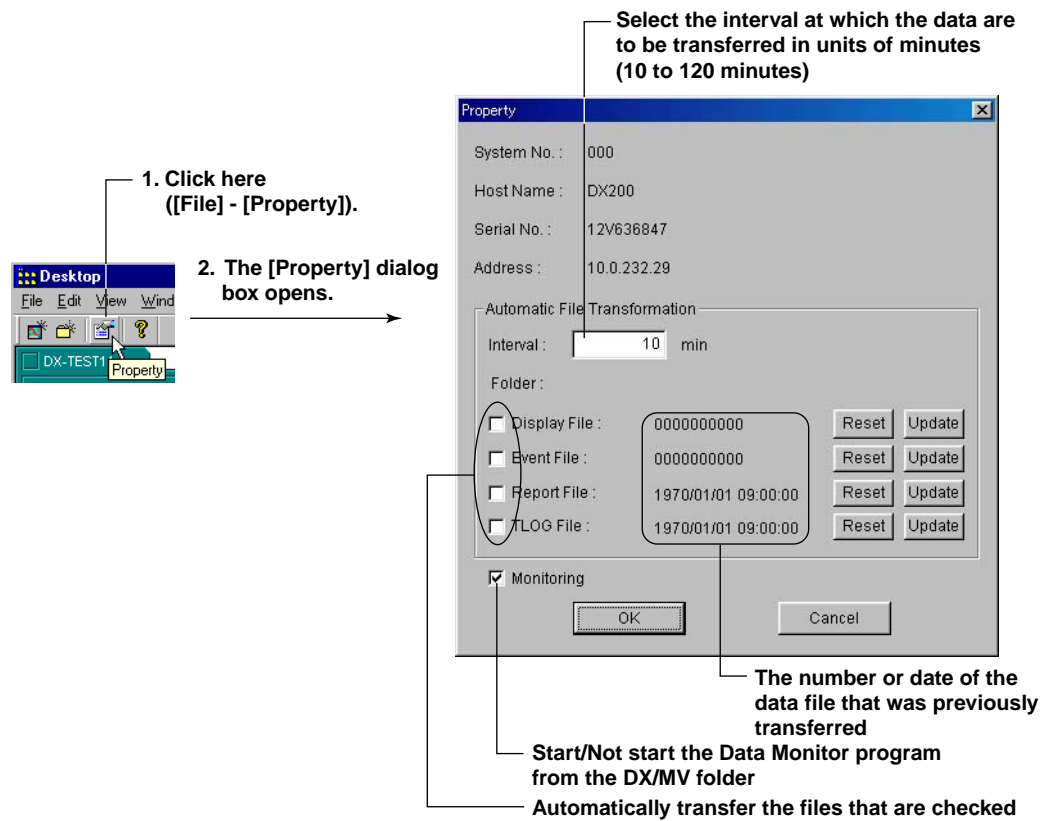 Select the interval at which the data are
to be transferred in units of minutes
(10 to 120 minutes)
1. Click here
([File] - [Property]).
2. The [Property] dialog
box opens.
Desktop
File Edit View Wind
DX-TEST1
Property
Property
System No. : 000
Host Name : DX200
Serial No. : 12V636847
Address : 10.0.232.29
Automatic File Transformation
Interval : 10 min
Folder :
Display File : 0000000000 Reset Update
Event File : 0000000000 Reset Update
Report File : 1970/01/01 09:00:00 Reset Update
TLOG File : 1970/01/01 09:00:00 Reset Update
Monitoring
OK Cancel
The number or date of the
data file that was previously
transferred
Start/Not start the Data Monitor program
from the DX/MV folder
Automatically transfer the files that are checked